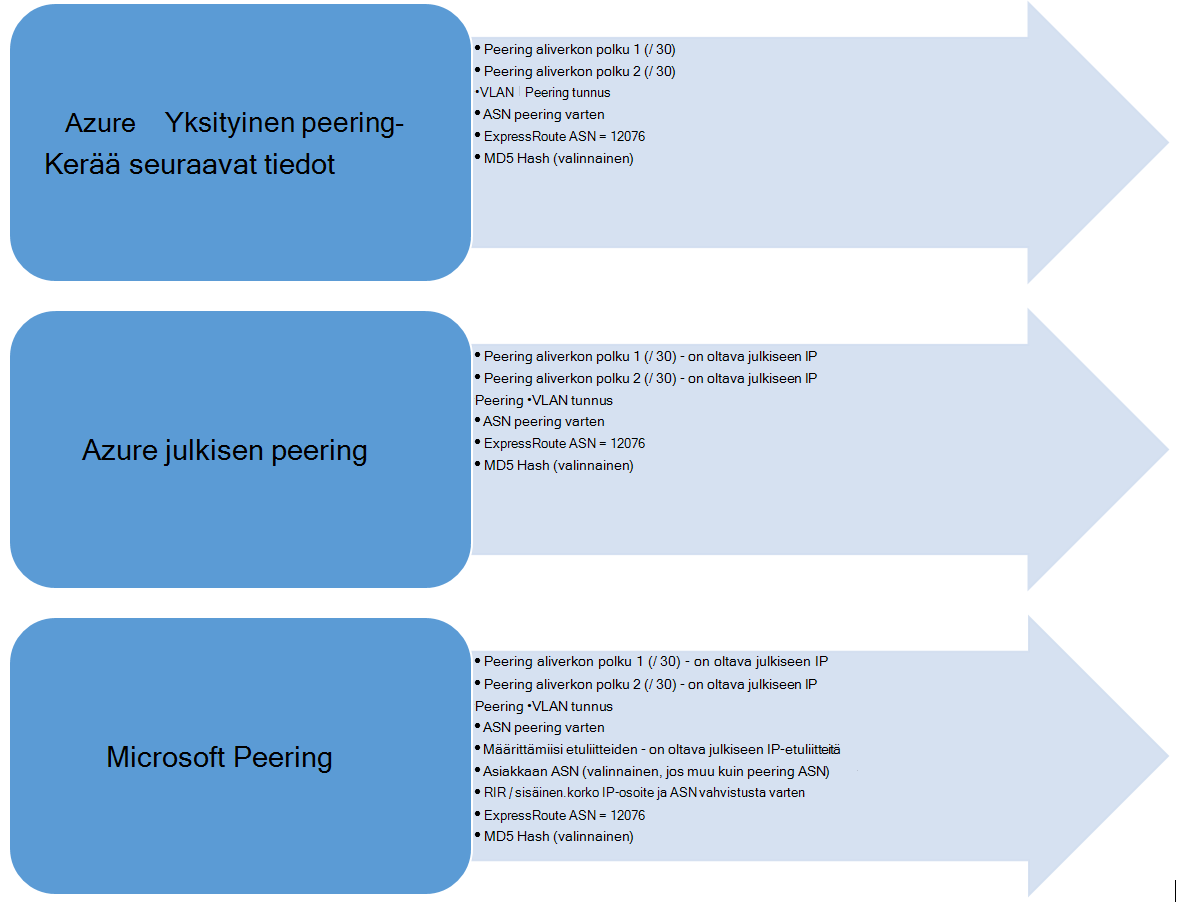 Azure Yksityinen peering-
Kerää seuraavat tiedot
• Peering aliverkon polku 1 (/ 30)
• Peering aliverkon polku 2 (/ 30)
•VLAN Peering tunnus
• ASN peering varten
• ExpressRoute ASN = 12076
• MD5 Hash (valinnainen)
Azure julkisen peering
• Peering aliverkon polku 1 (/ 30) - on oltava julkiseen IP
• Peering aliverkon polku 2 (/ 30) - on oltava julkiseen IP
Peering •VLAN tunnus
• ASN peering varten
• ExpressRoute ASN = 12076
• MD5 Hash (valinnainen)
Microsoft Peering
• Peering aliverkon polku 1 (/ 30) - on oltava julkiseen IP
• Peering aliverkon polku 2 (/ 30) - on oltava julkiseen IP
Peering •VLAN tunnus
• ASN peering varten
• Määrittämiisi etuliitteiden - on oltava julkiseen IP-etuliitteitä
• Asiakkaan ASN (valinnainen, jos muu kuin peering ASN)
• RIR / sisäinen.korko IP-osoite ja ASN vahvistusta varten
• ExpressRoute ASN = 12076
• MD5 Hash (valinnainen)